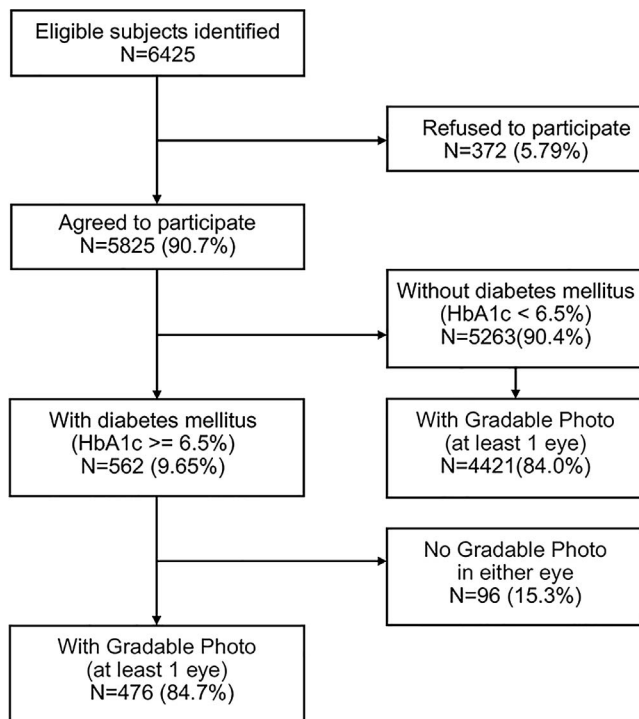 Eligible subjects identified
N=6425
Refused to participate
N=372 (5.79%)
Agreed to participate
N=5825 (90.7%)
Without diabetes mellitus
(HbA1c < 6.5%)
N=5263(90.4%)
With diabetes mellitus
(HbA1c >= 6.5%)
N=562 (9.65%)
With Gradable Photo
(at least 1 eye)
N=4421(84.0%)
No Gradable Photo
in either eye
N=96 (15.3%)
With Gradable Photo
(at least 1 eye)
N=476 (84.7%)